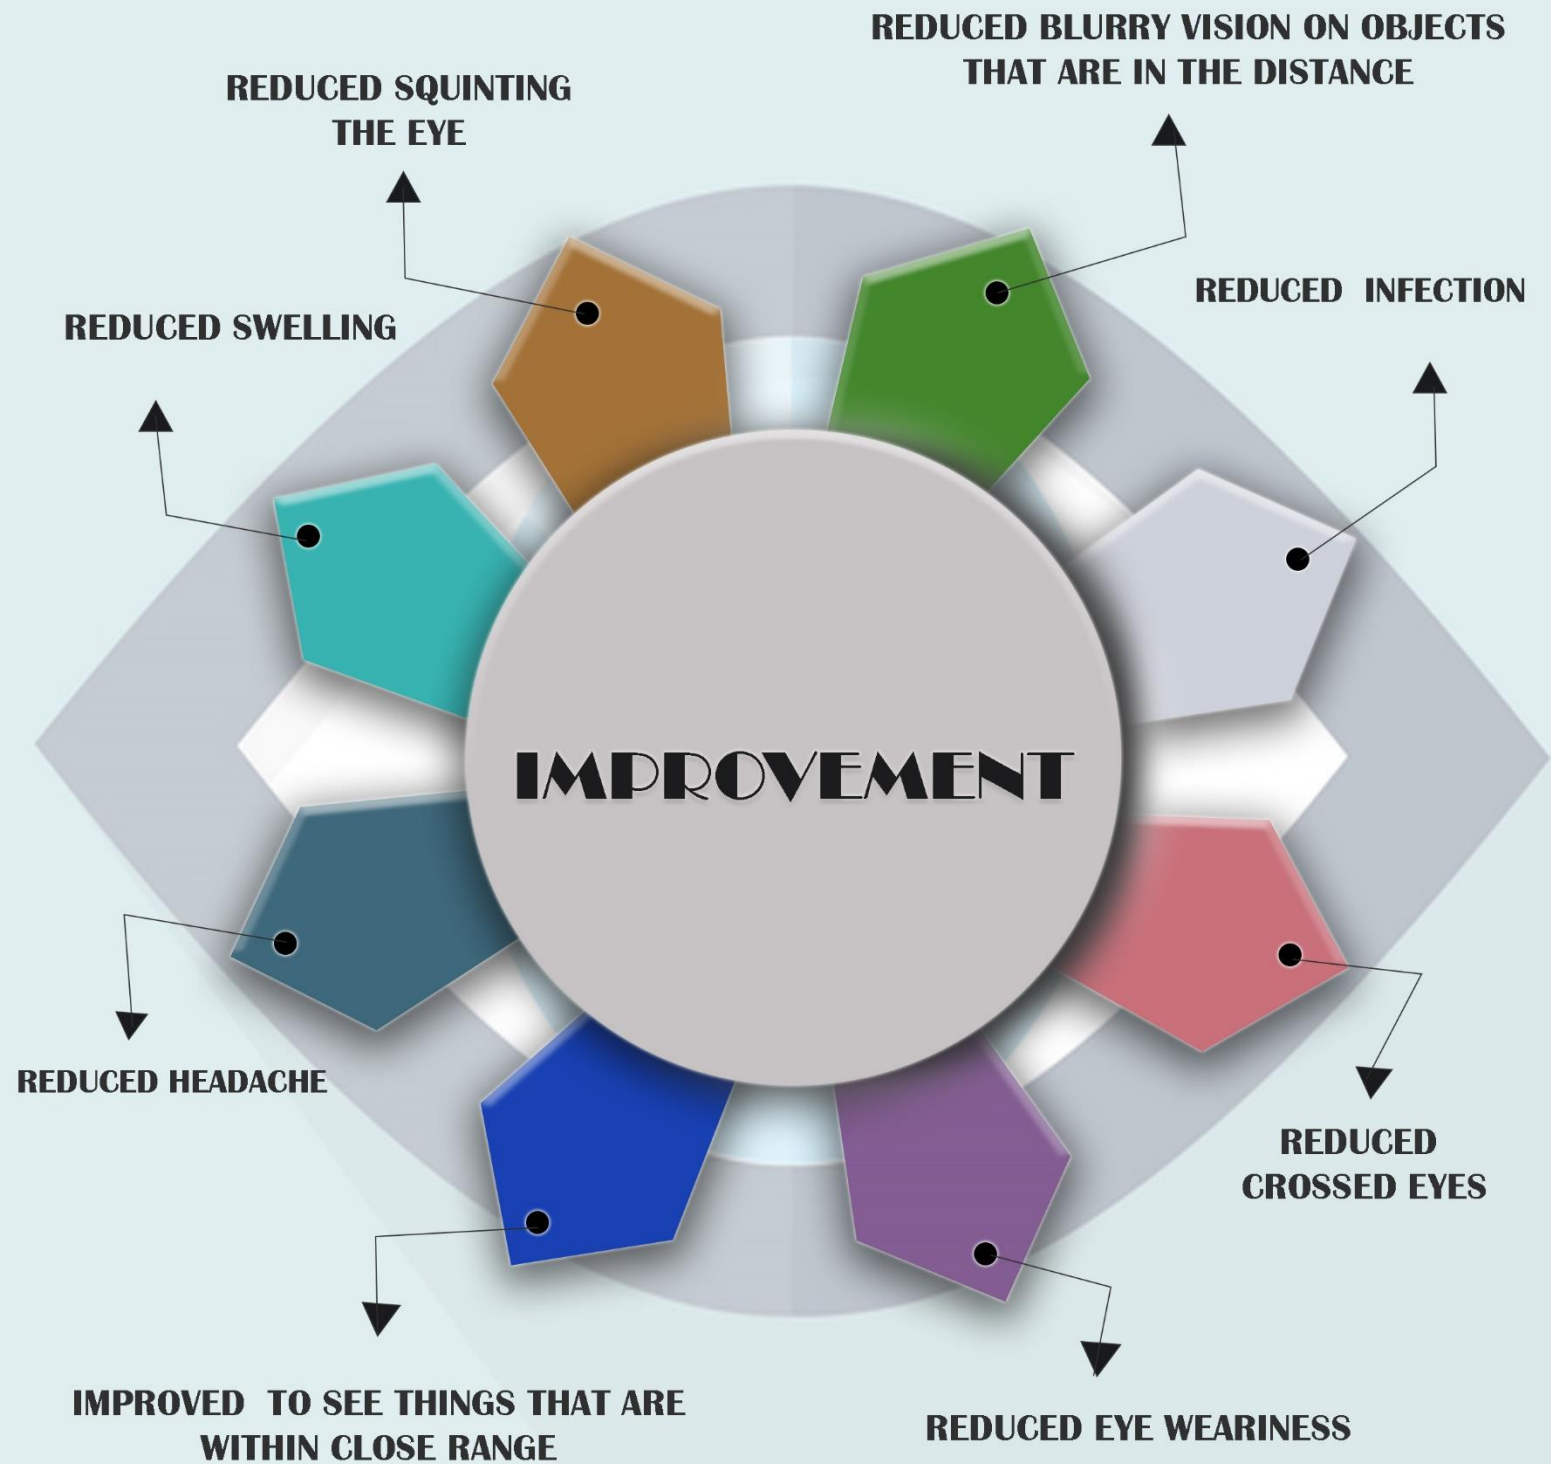 REDUCED BLURRY VISION ON OBJECTS
THAT ARE IN THE DISTANCE
REDUCED SQUINTING
THE EYE
REDUCED INFECTION
REDUCED SWELLING
IMPROVEMENT
REDUCED HEADACHE
REDUCED
CROSSED EYES
IMPROVED TO SEE THINGS THAT ARE
WITHIN CLOSE RANGE
REDUCED EYE WEARINESS